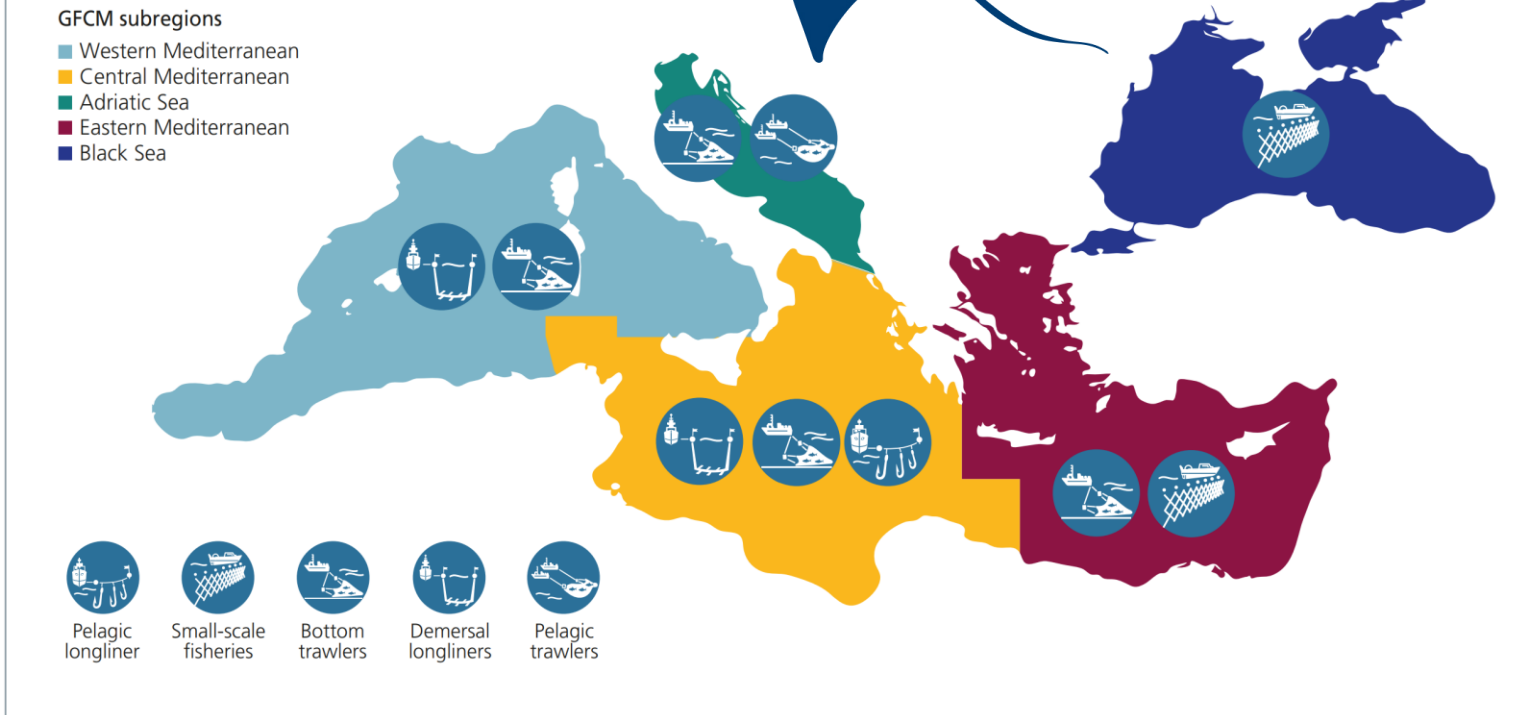 GFCM subregions
Western Mediterranean
Central Mediterranean
Adriatic Sea
Eastern Mediterranean
Black Sea
Pelagic
longliner
Small-scale
fisheries
Bottom
trawlers
Demersal
longliners
Pelagic
trawlers